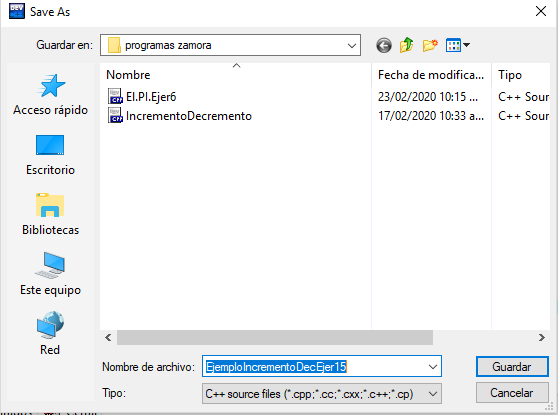 DEV
Save As
Guardar en: programas zamora
Nombre Fecha de modifica... Tipo
EI.PI.Ejer6 23/02/2020 10:15 ... C++ Sour
IncrementoDecremento 17/02/2020 10:33 a... C++ Sour
Acceso rápido
Escritorio
Bibliotecas
Este equipo
Red
Nombre de archivo: EjemploIncrementoDecEjer15 Guardar
Tipo: C++ source files (*.cpp;*.cc;*.cxx;*.c++;*.cp) Cancelar